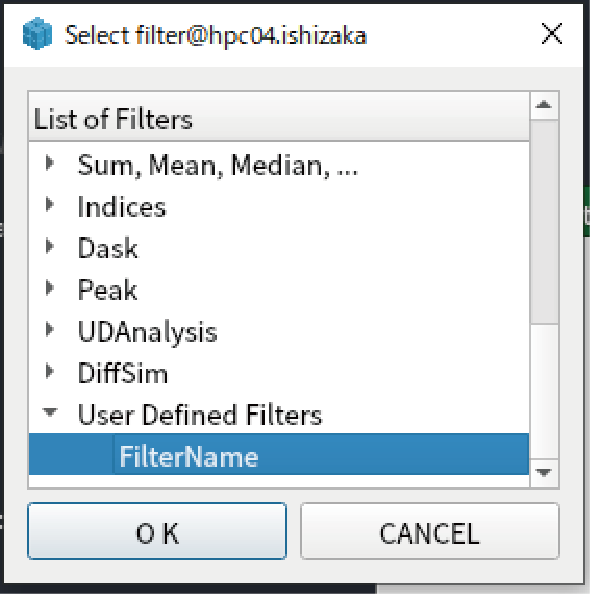 Select filter@hpc04.ishizaka
List of Filters
Sum, Mean, Median, ...
Indices
Dask
Peak
UDAnalysis
DiffSim
User Defined Filters
FilterName
O K
CANCEL